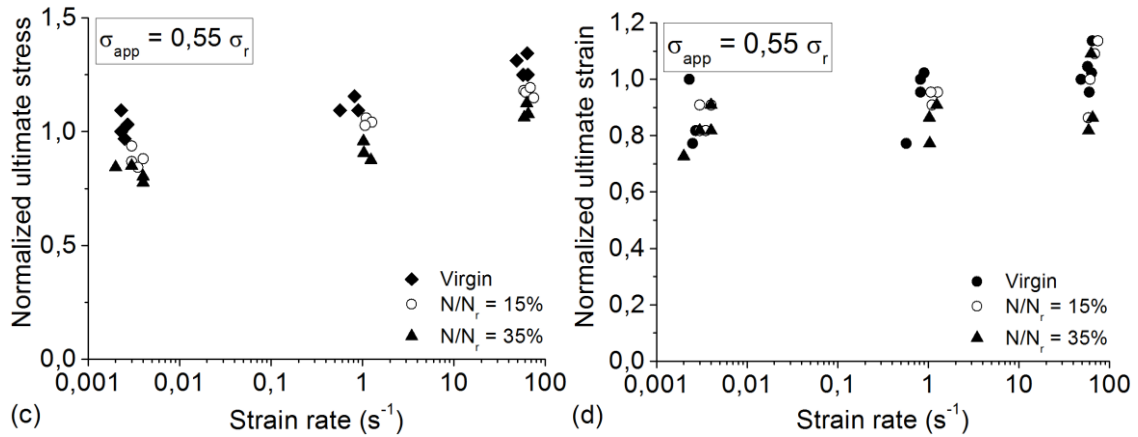 σapp = 0,55 σr
Normalized ultimate stress
1,5
1,0
0,5
0,0
Virgin
N/Nr = 15%
N/Nr = 35%
0,001 0,01 0,1 1 10 100
Strain rate (s⁻¹)
(c)
σapp = 0,55 σr
Normalized ultimate strain
1,2
1,0
0,8
0,6
0,4
0,2
0,0
Virgin
N/Nr = 15%
N/Nr = 35%
0,001 0,01 0,1 1 10 100
Strain rate (s⁻¹)
(d)